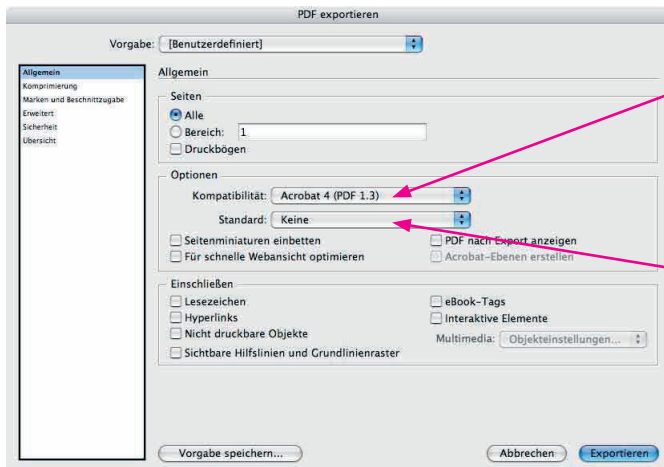 PDF exportieren
Vorgabe: [Benutzerdefiniert]
Allgemein
Komprimierung
Marken und Beschnittzugabe
Erweitert
Sicherheit
Übersicht
Allgemein
Seiten
Alle
Bereich: 1
Druckbögen
Optionen
Kompatibilität: Acrobat 4 (PDF 1.3)
Standard: Keine
Seitenminiaturen einbetten
PDF nach Export anzeigen
Für schnelle Webansicht optimieren
Acrobat-Ebenen erstellen
Einschließen
Lesezeichen
eBook-Tags
Hyperlinks
Interaktive Elemente
Nicht druckbare Objekte
Multimedia: Objekteinstellungen...
Sichtbare Hilfslinien und Grundlinienraster
Vorgabe speichern...
Abbrechen
Exportieren